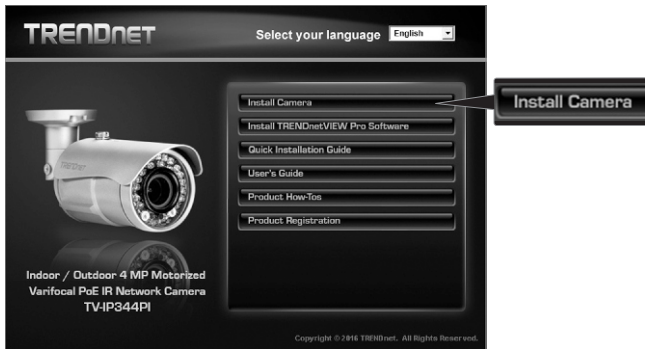 TRENDnet
Select your language English
Install Camera
Install Camera
Install TRENDnetVIEW Pro Software
Quick Installation Guide
User's Guide
Product How-Tos
Product Registration
TRENDnet
Indoor / Outdoor 4 MP Motorized
Varifocal PoE IR Network Camera
TV-IP344PI
Copyright © 2016 TRENDnet. All Rights Reserved.